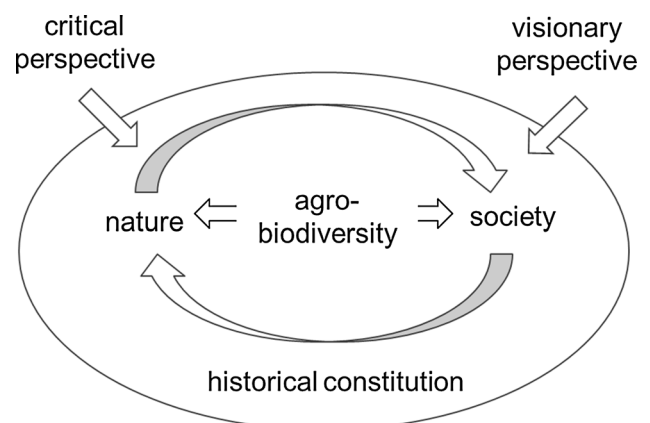 critical
perspective
visionary
perspective
nature
agro-
biodiversity
society
historical constitution